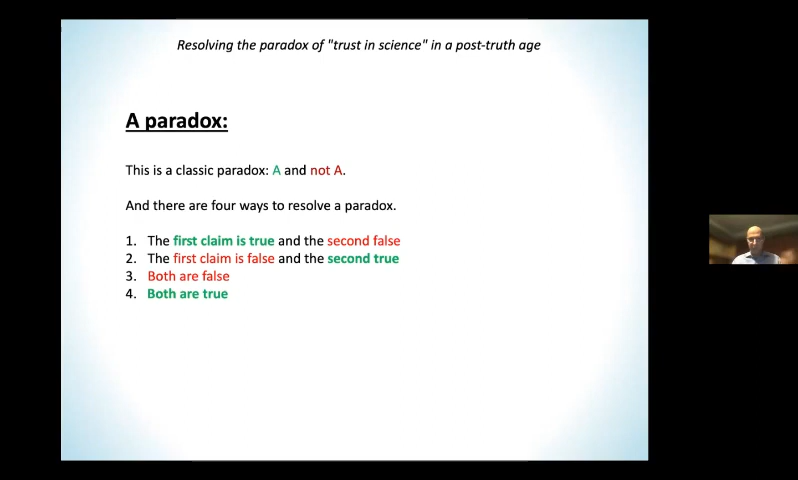 Resolving the paradox of "trust in science" in a post-truth age
A paradox:
This is a classic paradox: A and not A.
And there are four ways to resolve a paradox.
1. The first claim is true and the second false
2. The first claim is false and the second true
3. Both are false
4. Both are true